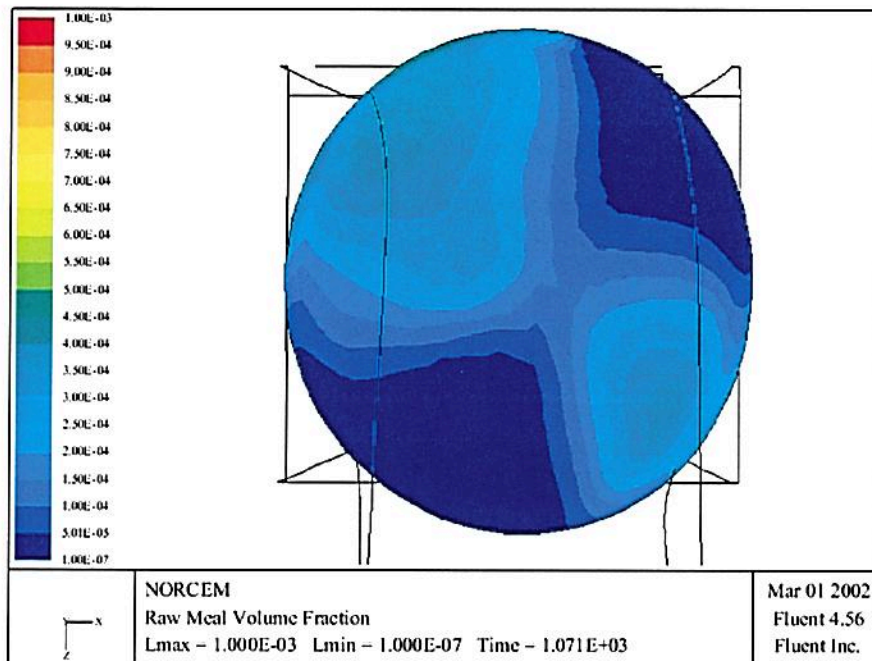 1.00E-03
9.50E-04
9.00E-04
8.50E-04
8.00E-04
7.50E-04
7.00E-04
6.50E-04
6.00E-04
5.50E-04
5.00E-04
4.50E-04
4.00E-04
3.50E-04
3.00E-04
2.50E-04
2.00E-04
1.50E-04
1.00E-04
5.01E-05
1.00E-07
X
Z
NORCEM
Raw Meal Volume Fraction
Lmax = 1.000E-03 Lmin = 1.000E-07 Time = 1.071E+03
Mar 01 2002
Fluent 4.56
Fluent Inc.